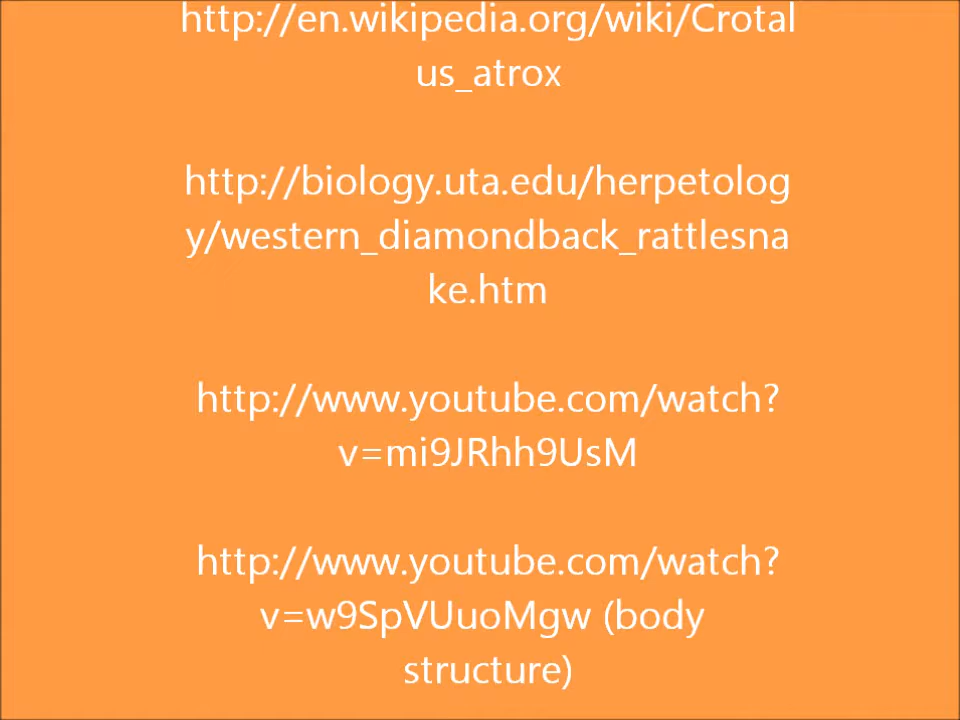 http://en.wikipedia.org/wiki/Crotal
us_atrox
http://biology.uta.edu/herpetolog
y/western_diamondback_rattlesna
ke.htm
http://www.youtube.com/watch?
v=mi9JRhh9UsM
http://www.youtube.com/watch?
v=w9SpVUuoMgw (body
structure)